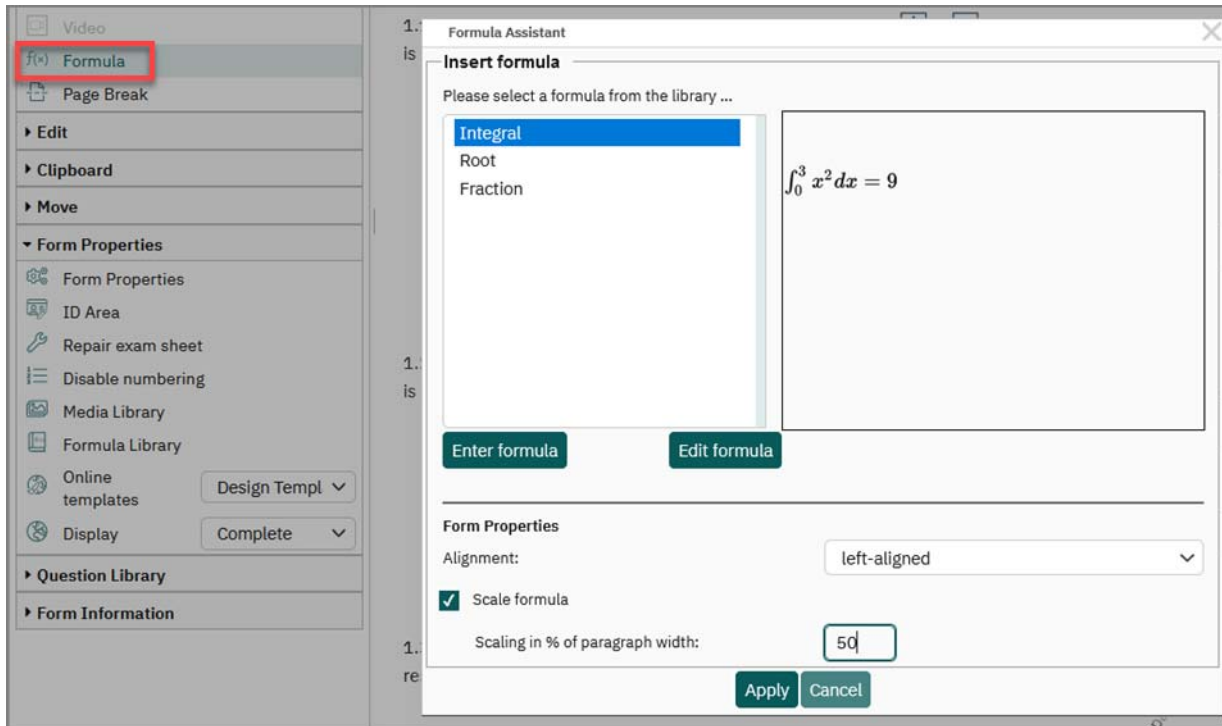 Video
f(x) Formula
Page Break
Edit
Clipboard
Move
Form Properties
Form Properties
ID Area
Repair exam sheet
Disable numbering
Media Library
Formula Library
Online
templates
Design Templ
Display
Complete
Question Library
Form Information
is
is
re
Formula Assistant
Insert formula
Please select a formula from the library ...
Integral
Root
Fraction
∫₀³ x²dx = 9
Enter formula
Edit formula
Form Properties
Alignment:
left-aligned
Scale formula
Scaling in % of paragraph width:
50
Apply
Cancel